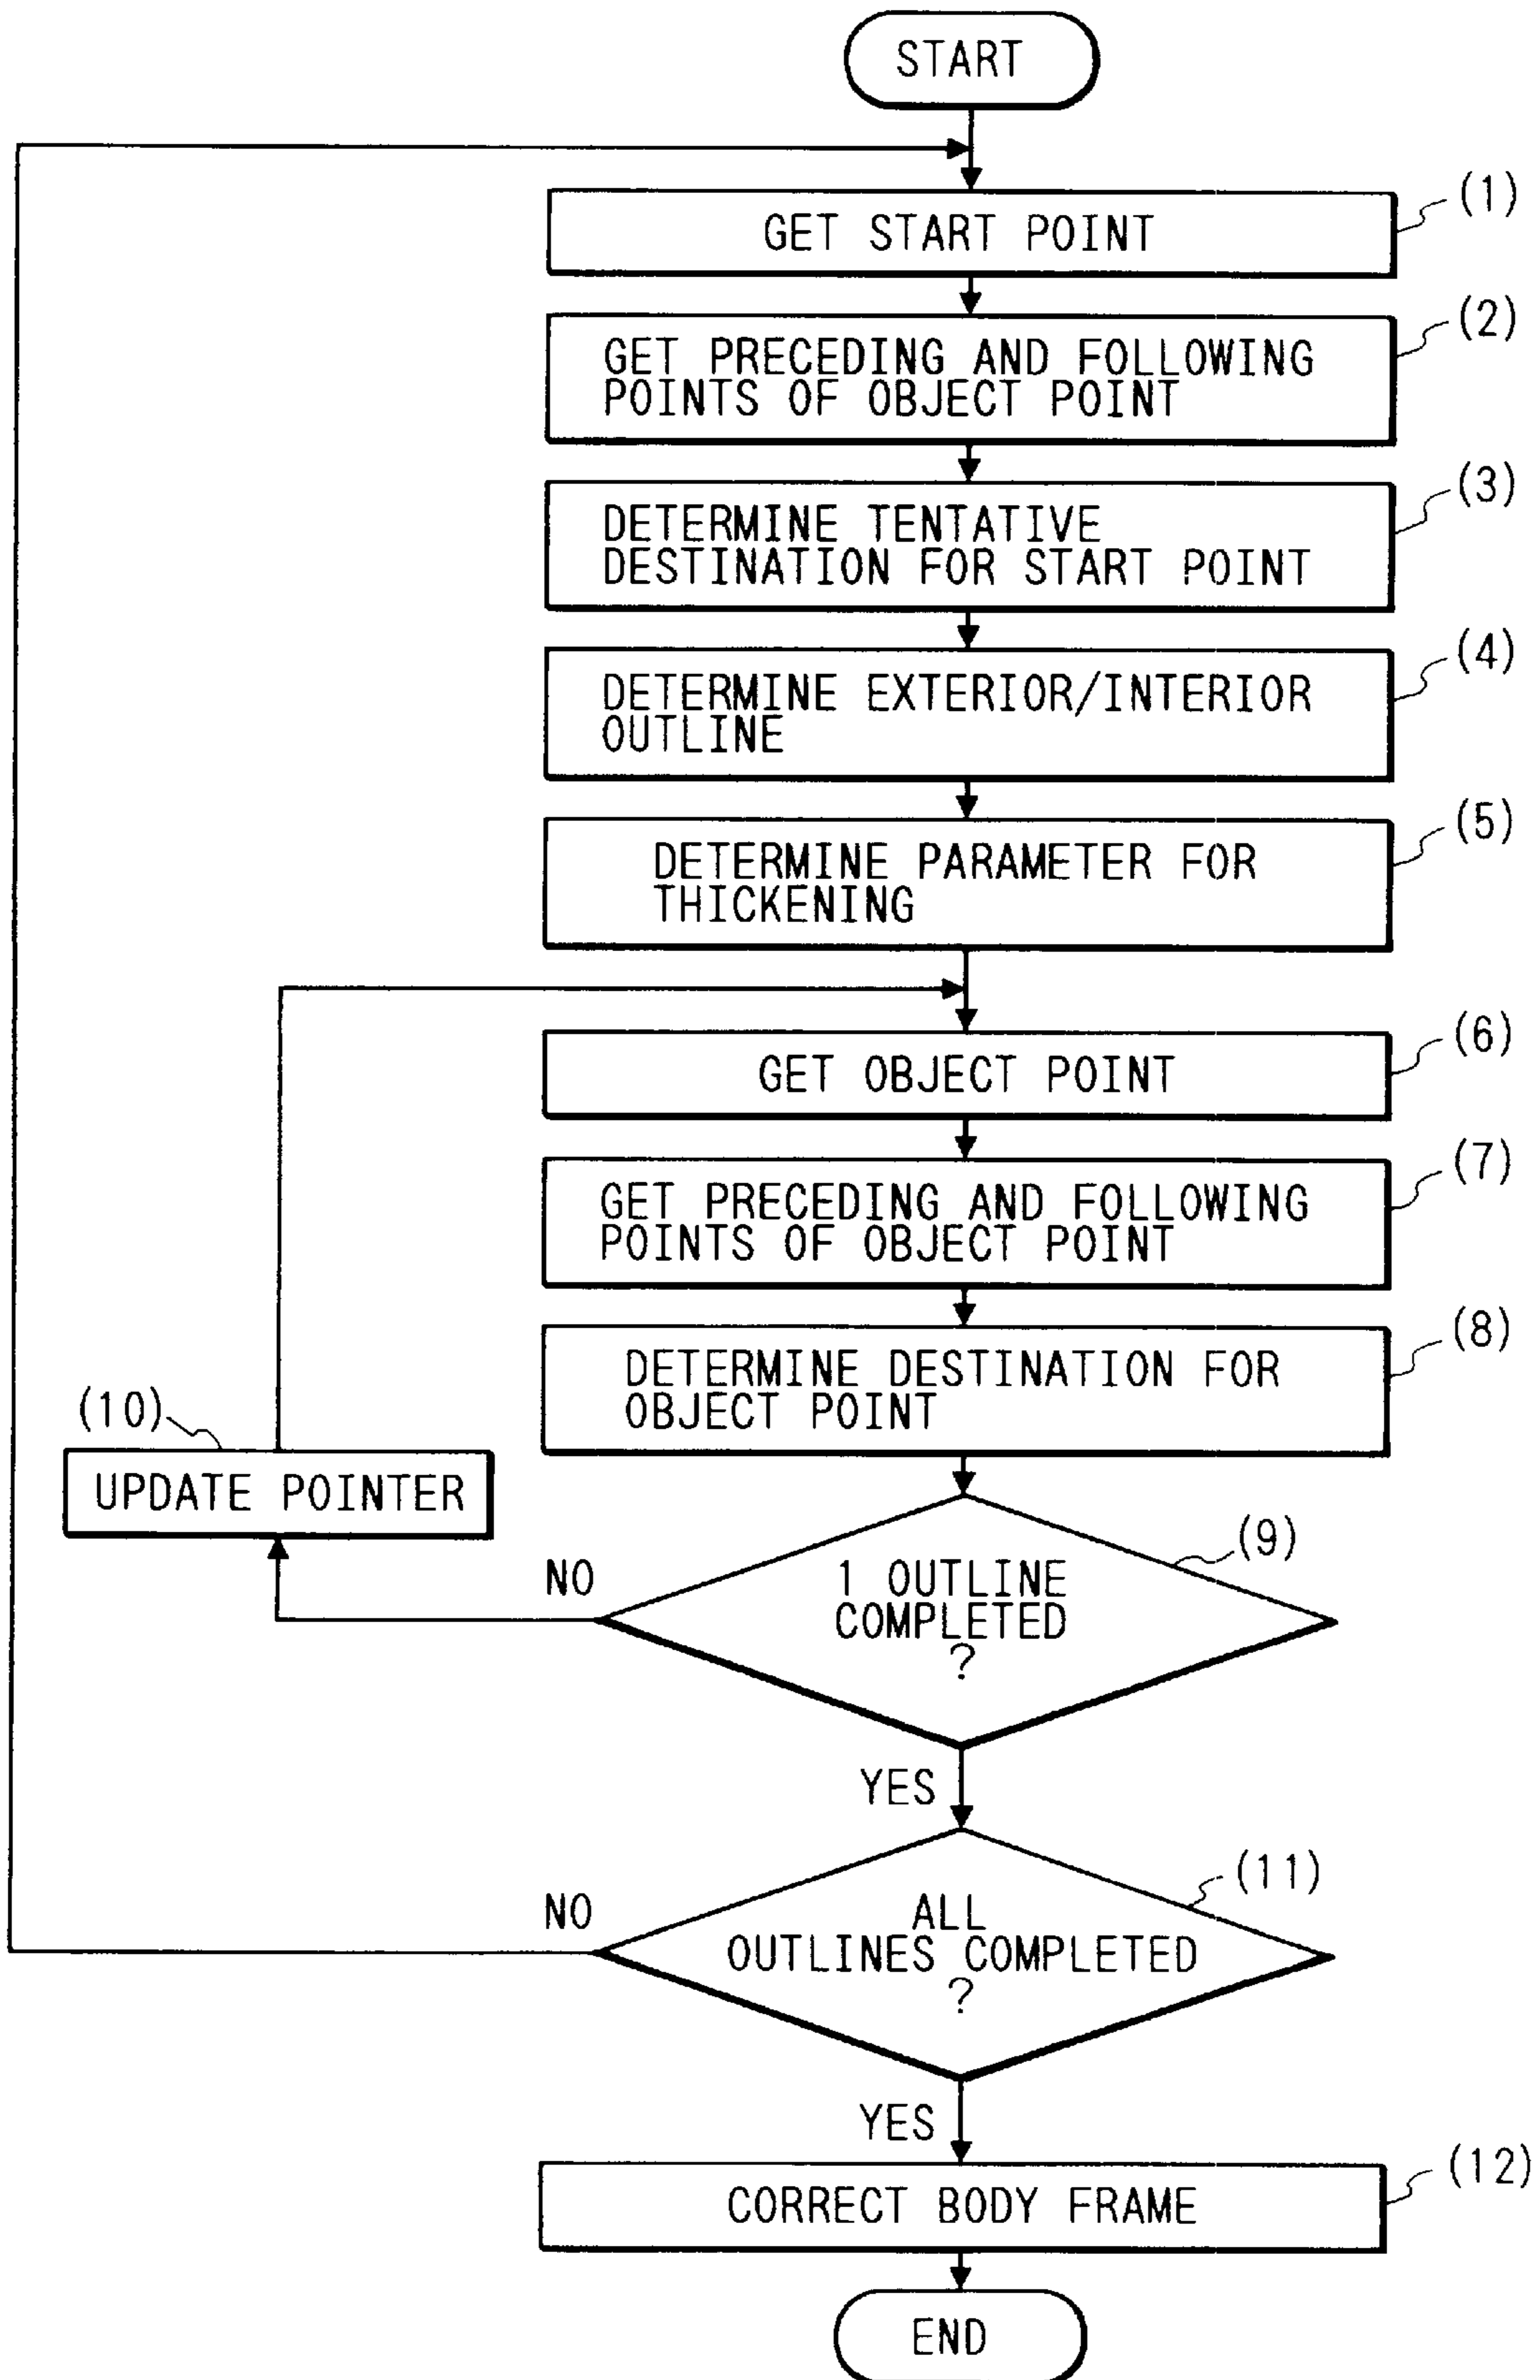 START
(1)
GET START POINT
(2)
GET PRECEDING AND FOLLOWING
POINTS OF OBJECT POINT
(3)
DETERMINE TENTATIVE
DESTINATION FOR START POINT
(4)
DETERMINE EXTERIOR/INTERIOR
OUTLINE
(5)
DETERMINE PARAMETER FOR
THICKENING
(6)
GET OBJECT POINT
(7)
GET PRECEDING AND FOLLOWING
POINTS OF OBJECT POINT
(8)
DETERMINE DESTINATION FOR
OBJECT POINT
(10)
UPDATE POINTER
(9)
NO
1 OUTLINE
COMPLETED
?
YES
(11)
NO
ALL
OUTLINES COMPLETED
?
YES
(12)
CORRECT BODY FRAME
END